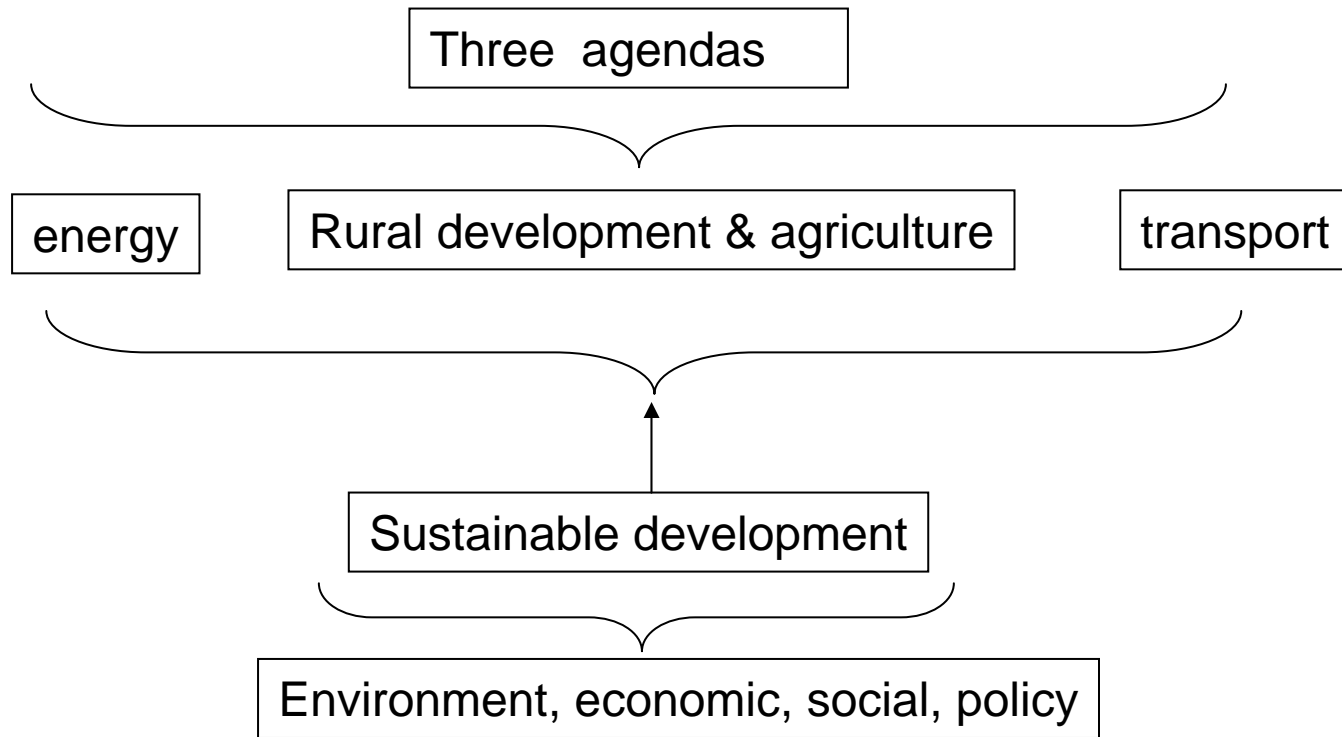 Three agendas
energy
Rural development & agriculture
transport
Sustainable development
Environment, economic, social, policy